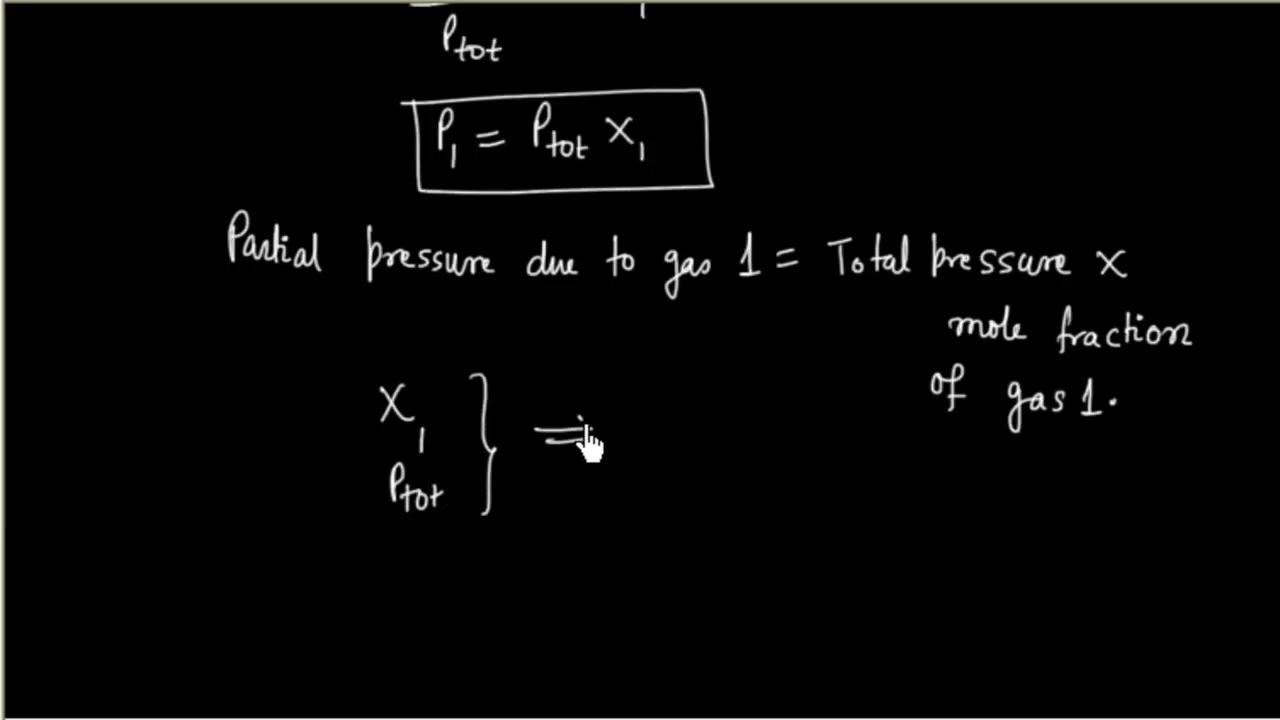 Ptot
P1 = Ptot X1
Partial pressure due to gas 1 = Total pressure x
mole fraction
of gas 1.
X1
Ptot } =